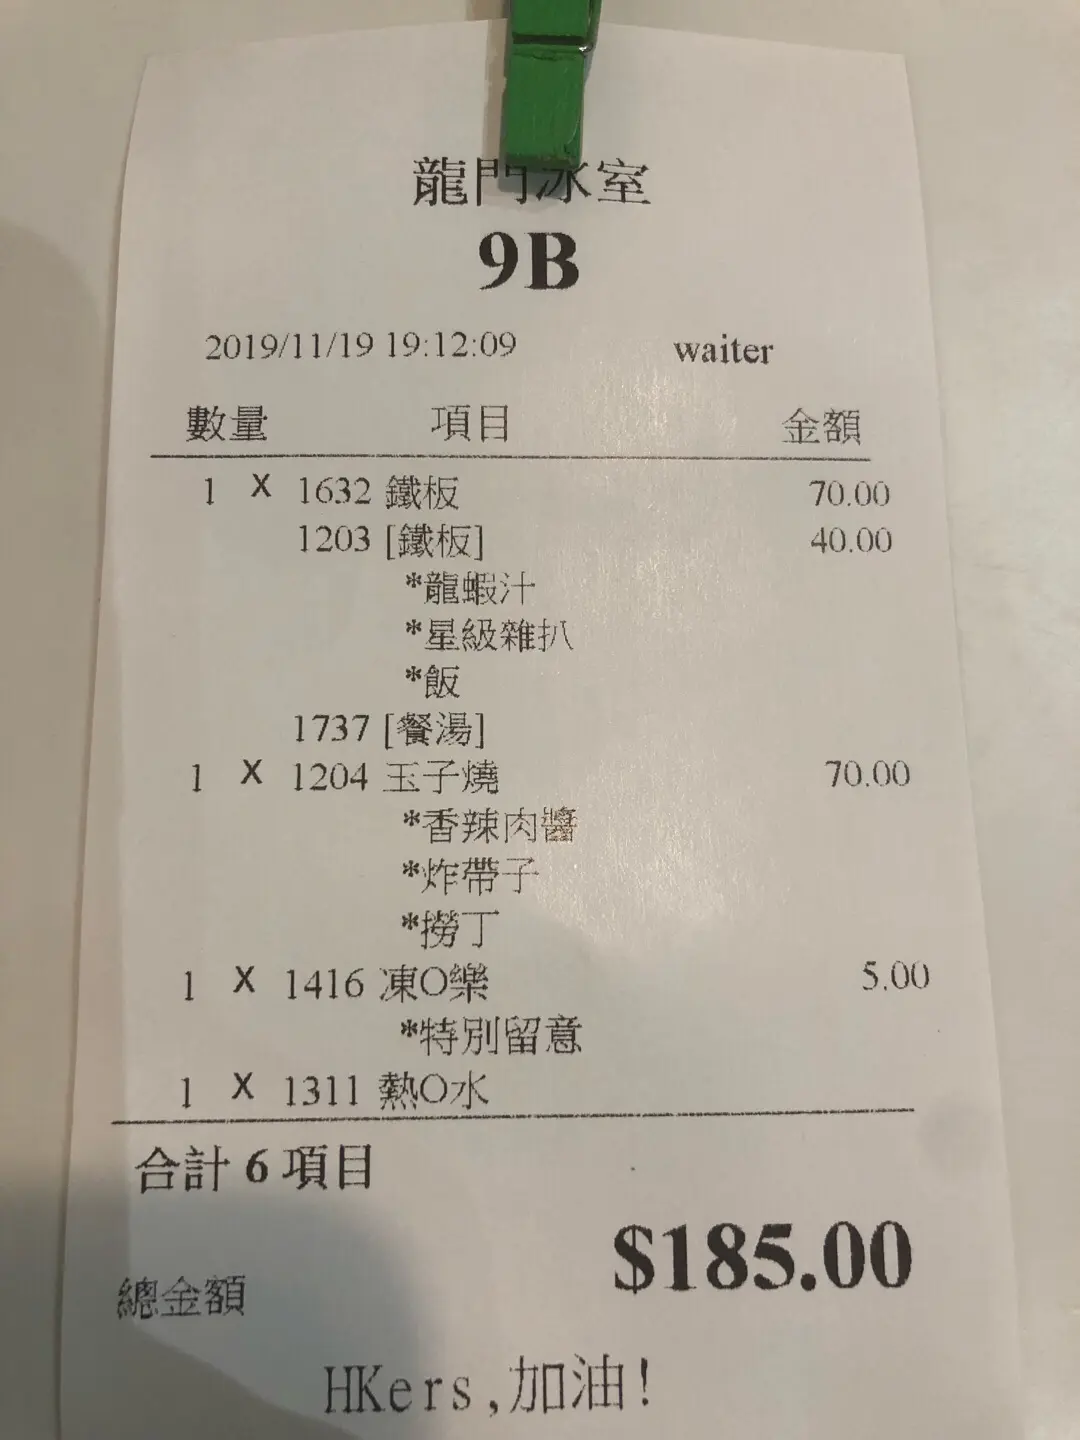 龍門冰室
9B
2019/11/19 19:12:09 waiter
數量 項目 金額
1 X 1632 鐵板 70.00
1203 [鐵板] 40.00
*龍蝦汁
*星級雜扒
*飯
1737 [餐湯]
1 X 1204 玉子燒 70.00
*香辣肉醬
*炸帶子
*撈丁
1 X 1416 凍O樂 5.00
*特別留意
1 X 1311 熱O水
合計 6 項目
$185.00
總金額
HKers,加油!